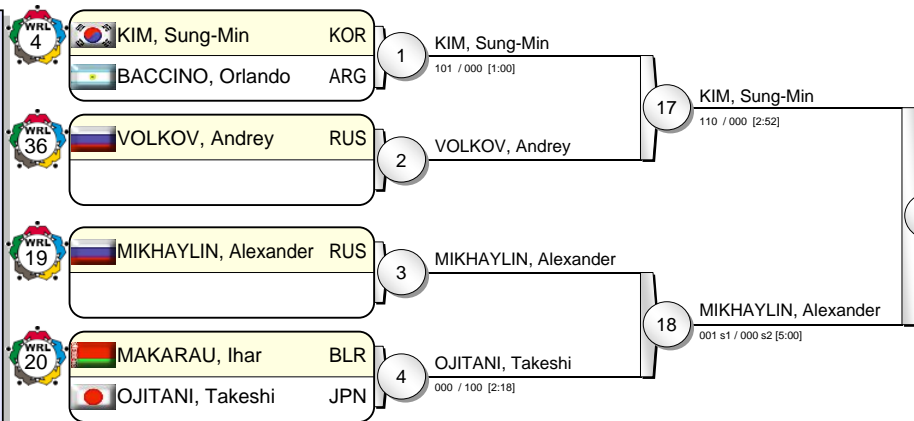 WRL
4
KIM, Sung-Min KOR
BACCINO, Orlando ARG
1
KIM, Sung-Min
101 / 000 [1:00]
WRL
36
VOLKOV, Andrey RUS
2
VOLKOV, Andrey
17
KIM, Sung-Min
110 / 000 [2:52]
WRL
19
MIKHAYLIN, Alexander RUS
3
MIKHAYLIN, Alexander
WRL
20
MAKARAU, Ihar BLR
OJITANI, Takeshi JPN
4
OJITANI, Takeshi
000 / 100 [2:18]
18
MIKHAYLIN, Alexander
001 s1 / 000 s2 [5:00]